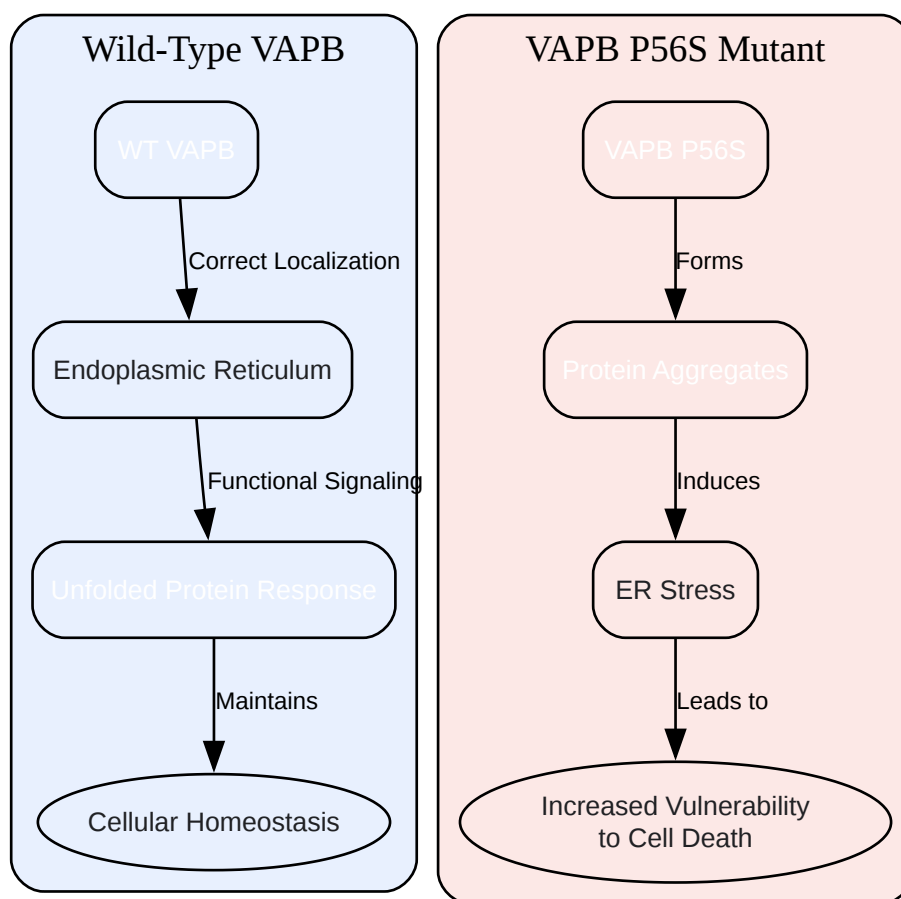 Wild-Type VAPB
WT VAPB
Correct Localization
Endoplasmic Reticulum
Functional Signaling
Unfolded Protein Response
Maintains
Cellular Homeostasis
VAPB P56S Mutant
VAPB P56S
Forms
Protein Aggregates
Induces
ER Stress
Leads to
Increased Vulnerability
to Cell Death